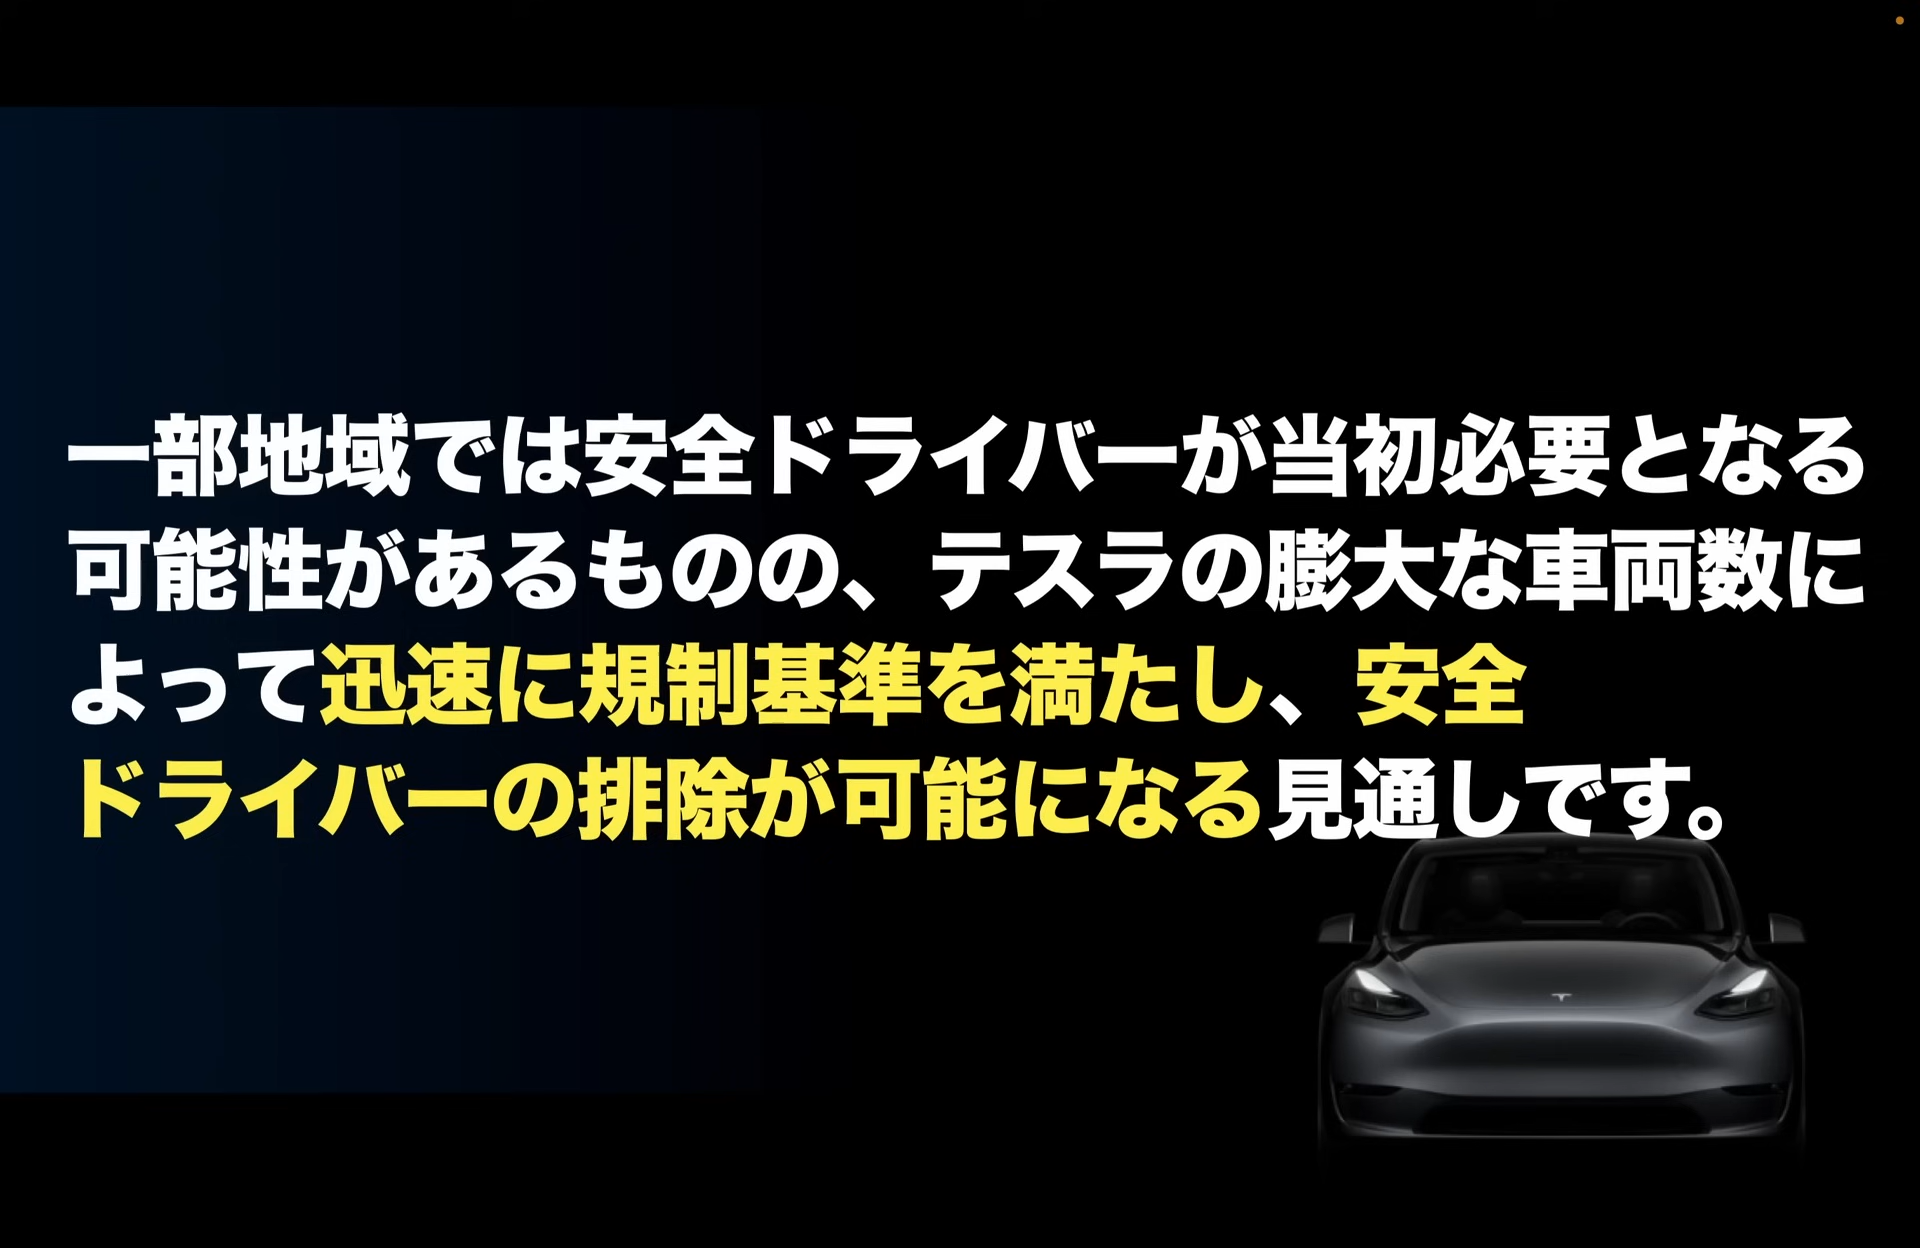 一部地域では安全ドライバーが当初必要となる
可能性があるものの、テスラの膨大な車両数に
よって迅速に規制基準を満たし、安全
ドライバーの排除が可能になる見通しです。